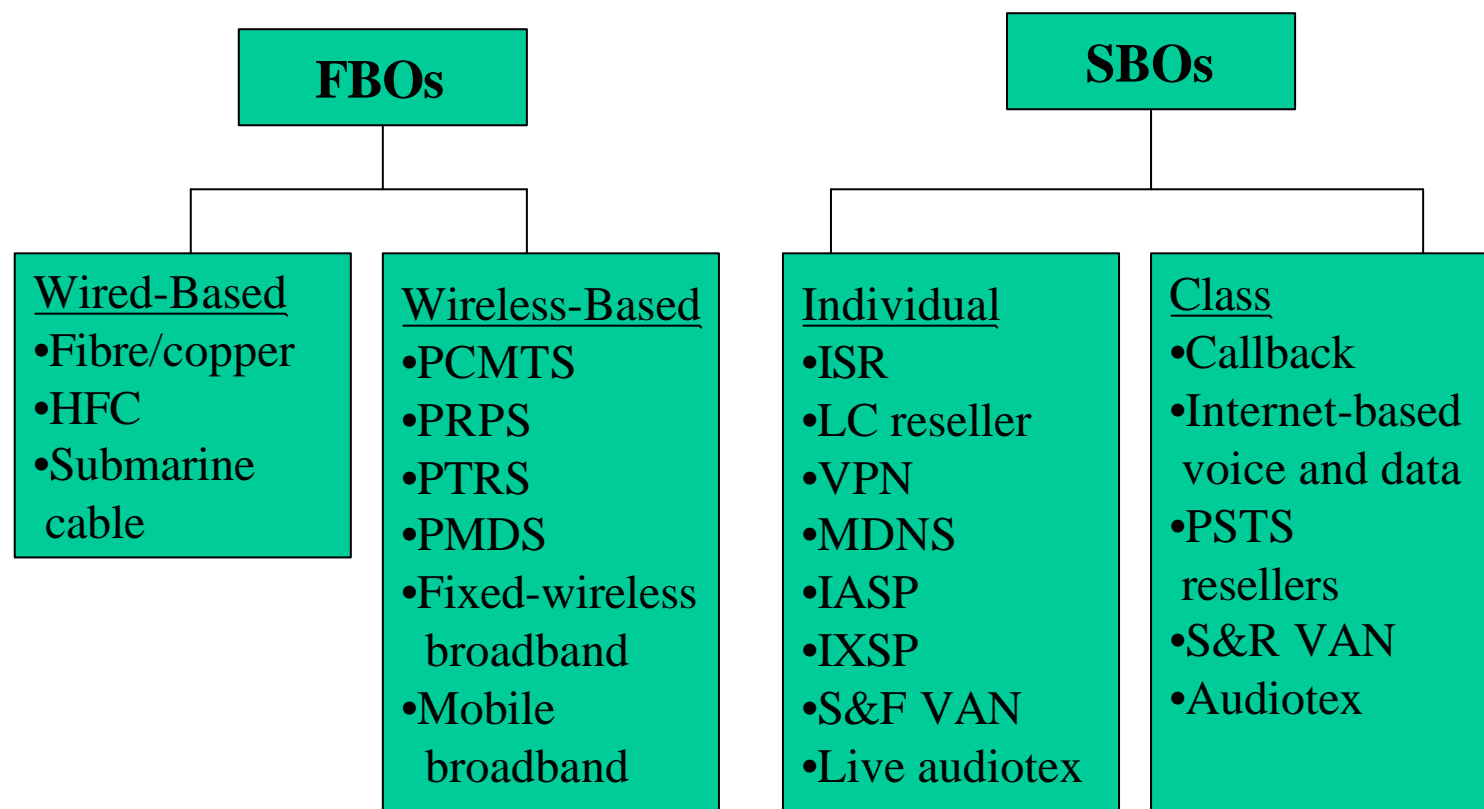 FBOs
Wired-Based
•Fibre/copper
•HFC
•Submarine
cable
Wireless-Based
•PCMTS
•PRPS
•PTRS
•PMDS
•Fixed-wireless
broadband
•Mobile
broadband
SBOs
Individual
•ISR
•LC reseller
•VPN
•MDNS
•IASP
•IXSP
•S&F VAN
•Live audiotex
Class
•Callback
•Internet-based
voice and data
•PSTS
resellers
•S&R VAN
•Audiotex